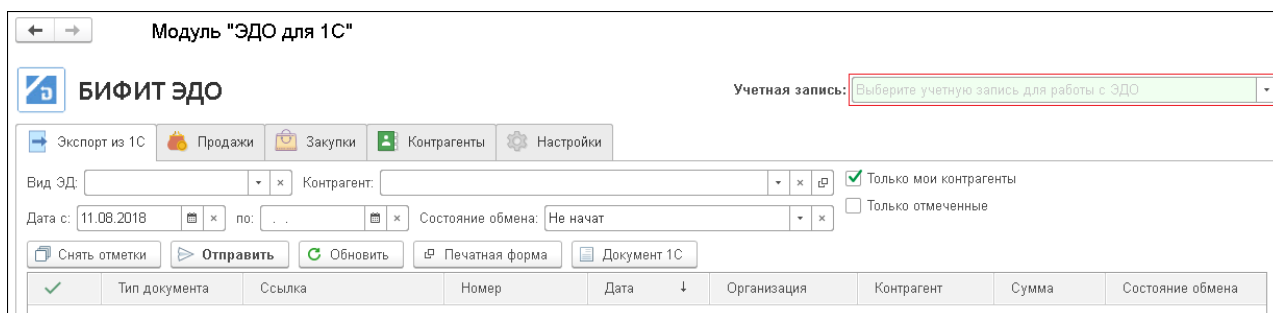 Модуль "ЭДО для 1С"
БИФИТ ЭДО
Учетная запись: Выберите учетную запись для работы с ЭДО
Экспорт из 1С Продажи Закупки Контрагенты Настройки
Вид ЭД: Контрагент: Только мои контрагенты
Только отмеченные
Дата с: 11.08.2018 по: . . Состояние обмена: Не начат
Снять отметки Отправить Обновить Печатная форма Документ 1С
Тип документа Ссылка Номер Дата ↓ Организация Контрагент Сумма Состояние обмена